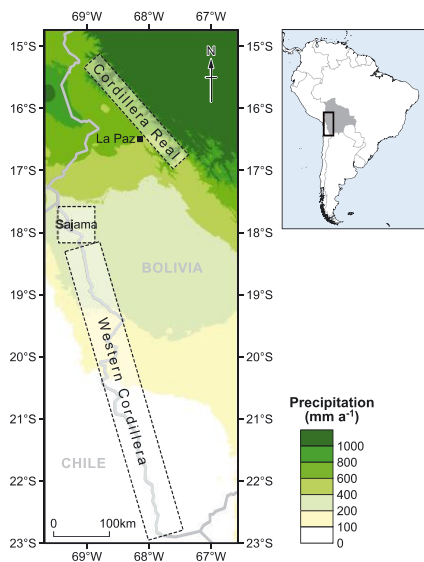 69°W 68°W 67°W
15°S 15°S
16°S 16°S
17°S 17°S
18°S 18°S
19°S 19°S
20°S 20°S
21°S 21°S
22°S 22°S
23°S 23°S
69°W 68°W 67°W
N
Cordillera Real
La Paz
Sajama
BOLIVIA
Western Cordillera
CHILE
0 100km
Precipitation
(mm a⁻¹)
1000
800
600
400
200
100
0